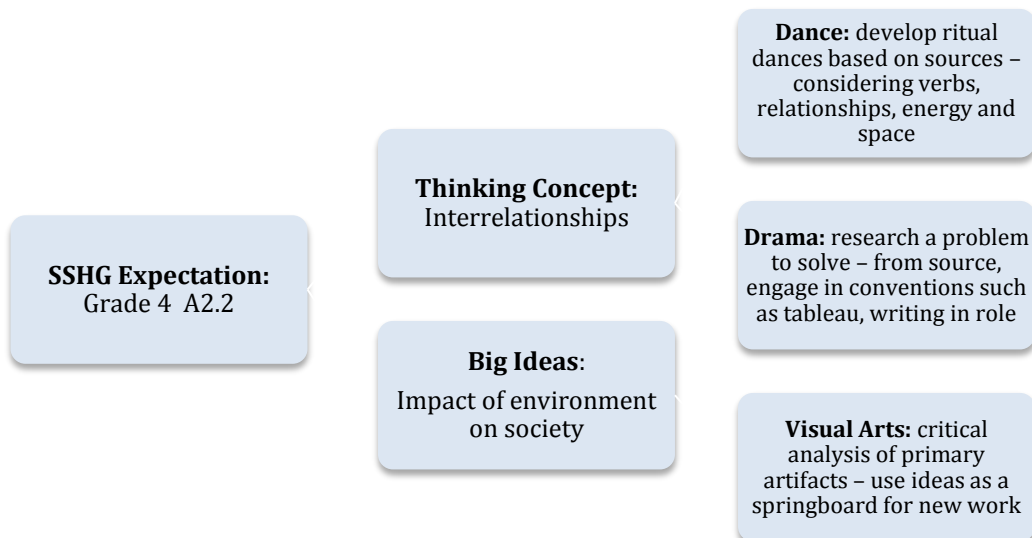 SSHG Expectation:
Grade 4 A2.2
Thinking Concept:
Interrelationships
Big Ideas:
Impact of environment
on society
Dance: develop ritual
dances based on sources –
considering verbs,
relationships, energy and
space
Drama: research a problem
to solve – from source,
engage in conventions such
as tableau, writing in role
Visual Arts: critical
analysis of primary
artifacts – use ideas as a
springboard for new work